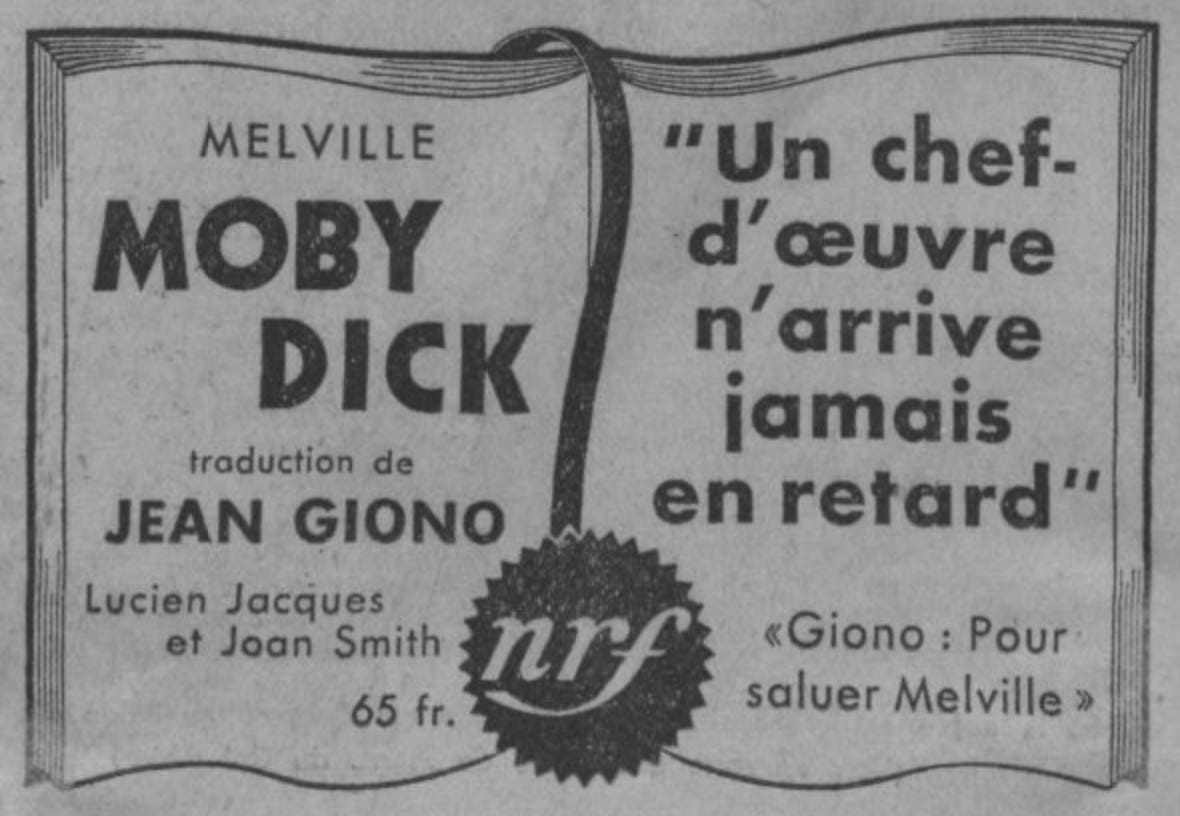 MELVILLE
MOBY
DICK
traduction de
JEAN GIONO
Lucien Jacques
et Joan Smith
65 fr.
nrf
"Un chef-
d'œuvre
n'arrive
jamais
en retard"
«Giono : Pour
saluer Melville »